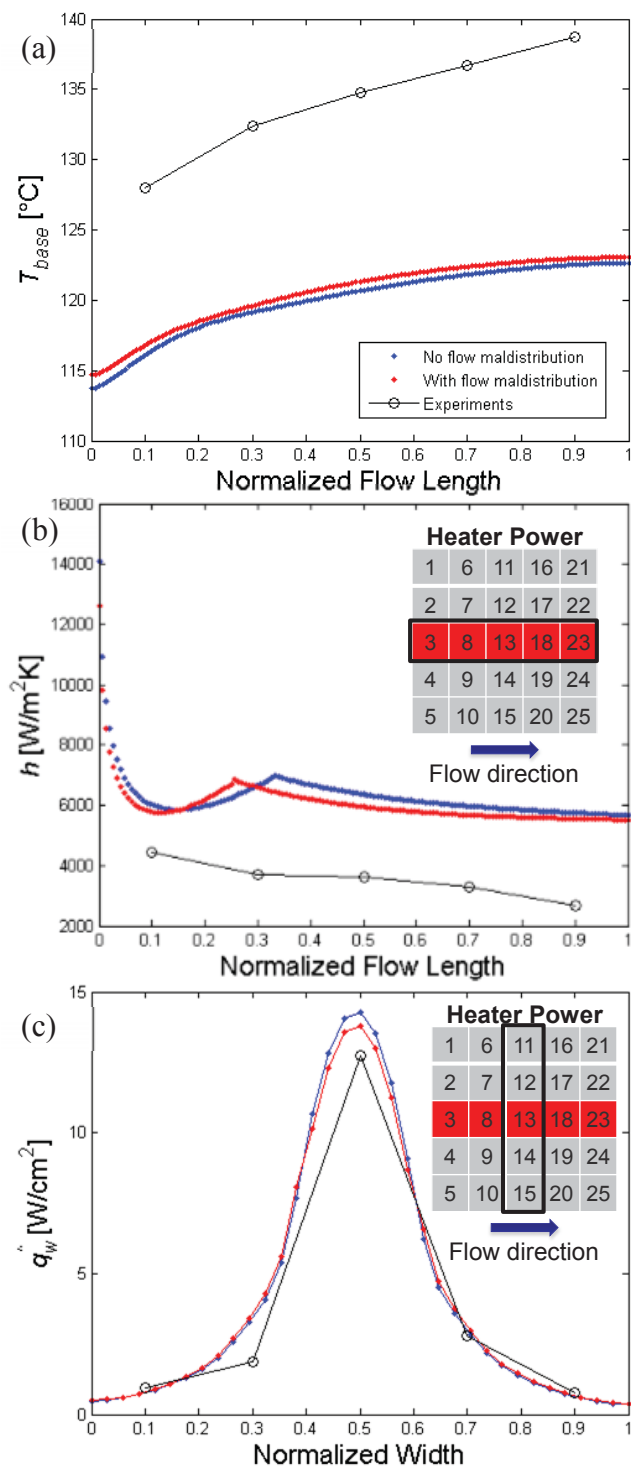 (a)
140
135
130
125
120
115
110
T_base [°C]
No flow maldistribution
With flow maldistribution
Experiments
0 0.1 0.2 0.3 0.4 0.5 0.6 0.7 0.8 0.9 1
Normalized Flow Length
(b)
16000
14000
12000
10000
8000
6000
4000
2000
h [W/m²K]
Heater Power
1 6 11 16 21
2 7 12 17 22
3 8 13 18 23
4 9 14 19 24
5 10 15 20 25
Flow direction
0 0.1 0.2 0.3 0.4 0.5 0.6 0.7 0.8 0.9 1
Normalized Flow Length
(c)
15
10
5
0
q"_w [W/cm²]
Heater Power
1 6 11 16 21
2 7 12 17 22
3 8 13 18 23
4 9 14 19 24
5 10 15 20 25
Flow direction
0 0.1 0.2 0.3 0.4 0.5 0.6 0.7 0.8 0.9 1
Normalized Width